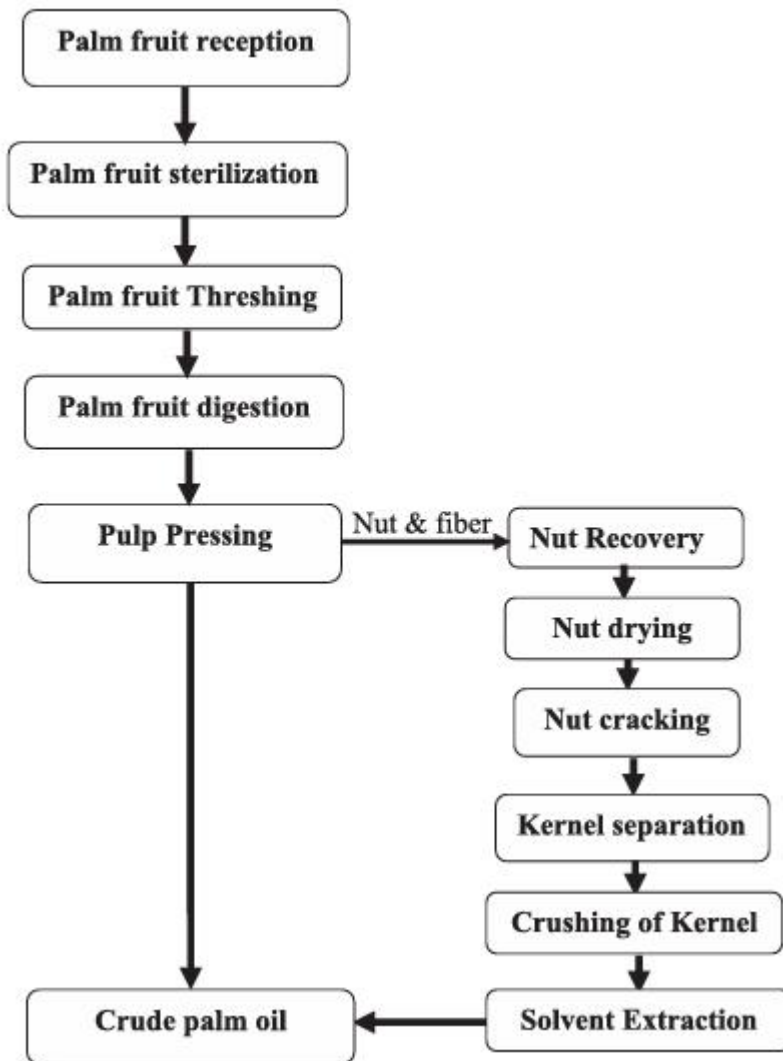 Palm fruit reception
Palm fruit sterilization
Palm fruit Threshing
Palm fruit digestion
Pulp Pressing
Nut & fiber
Nut Recovery
Nut drying
Nut cracking
Kernel separation
Crushing of Kernel
Solvent Extraction
Crude palm oil